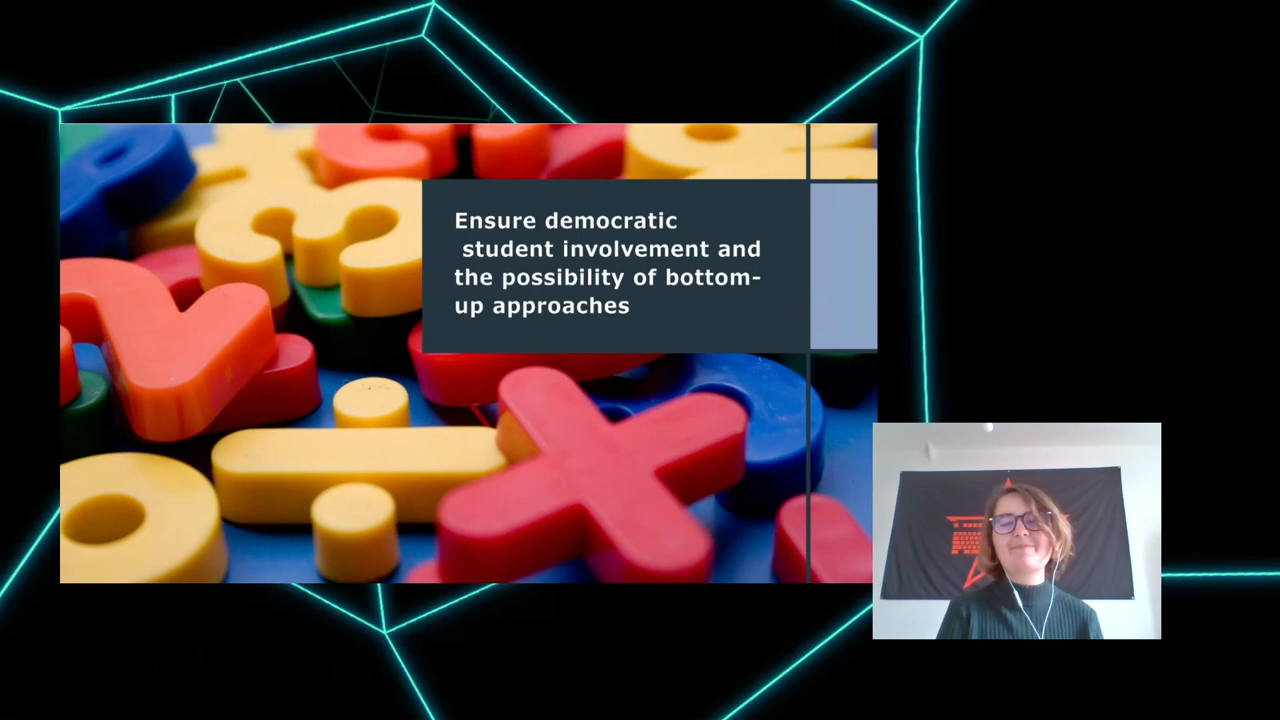 Ensure democratic
student involvement and
the possibility of bottom-
up approaches